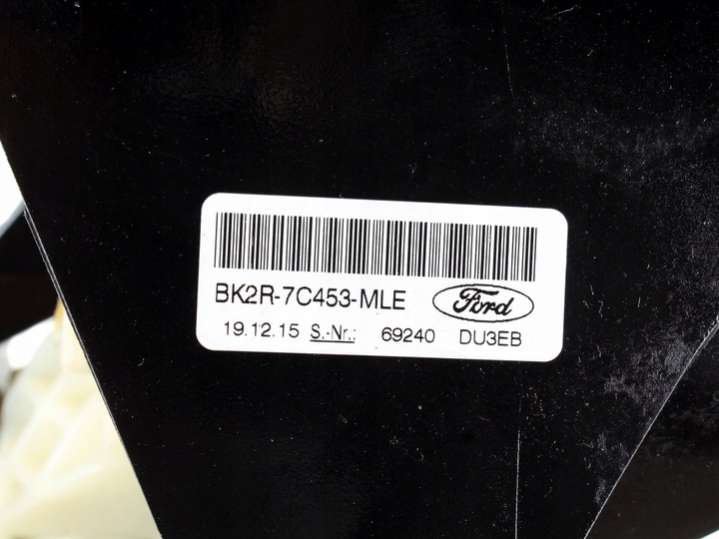 BK2R-7C453-MLE Ford
19.12.15 S.-Nr.: 69240 DU3EB